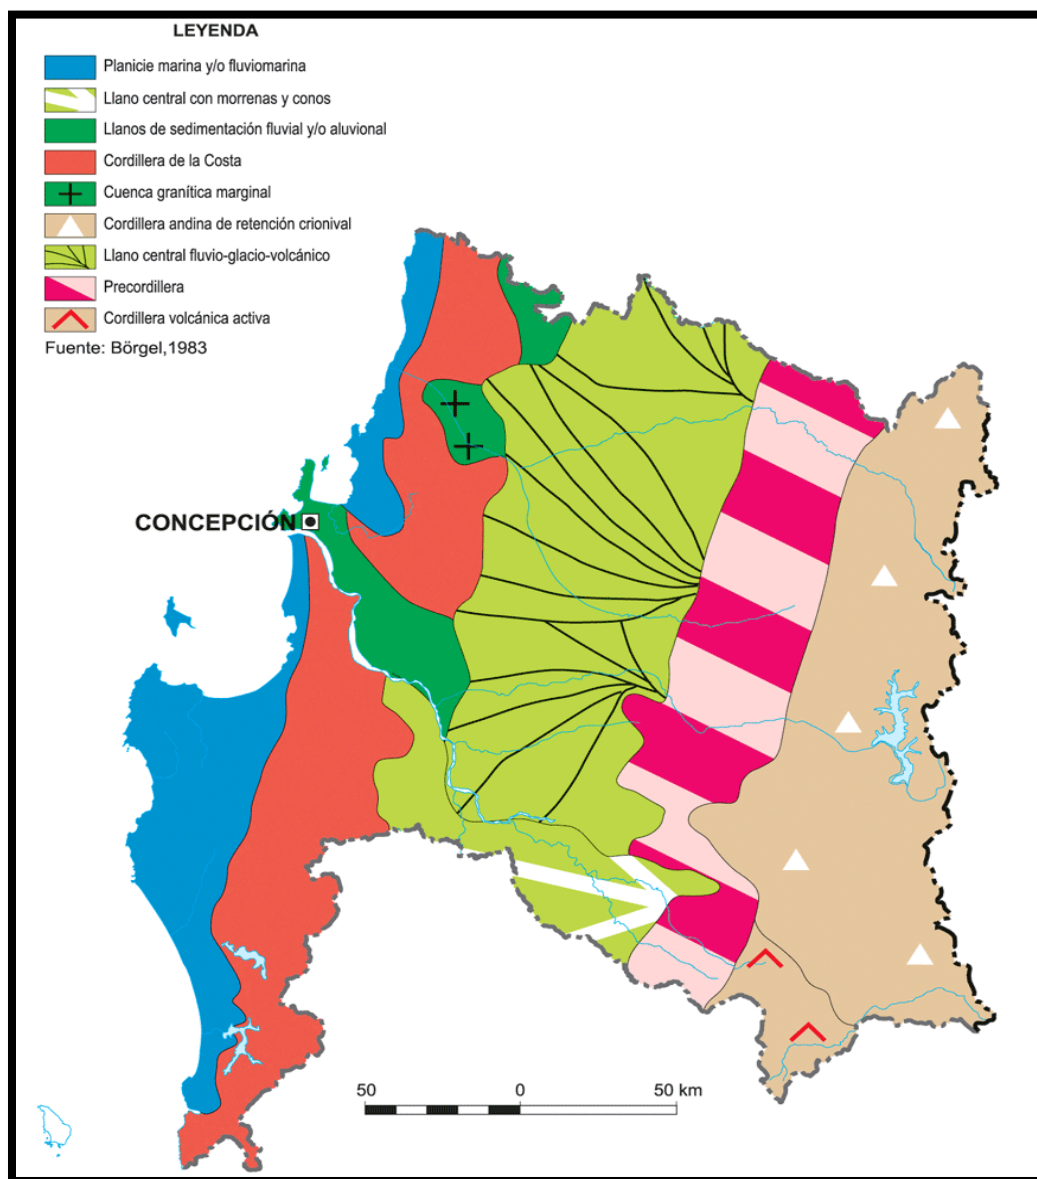 LEYENDA
Planicie marina y/o fluviomarina
Llano central con morrenas y conos
Llanos de sedimentación fluvial y/o aluvional
Cordillera de la Costa
Cuenca granítica marginal
Cordillera andina de retención crionival
Llano central fluvio-glacio-volcánico
Precordillera
Cordillera volcánica activa
Fuente: Börgel,1983
CONCEPCIÓN
50 0 50 km